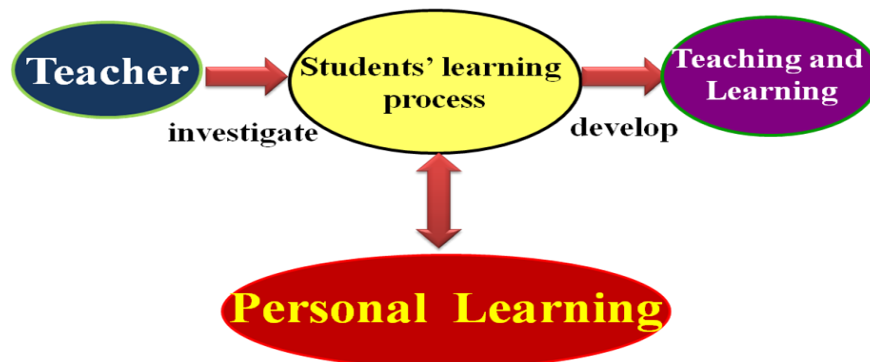 Teacher
investigate
Students’ learning
process
develop
Teaching and
Learning
Personal Learning